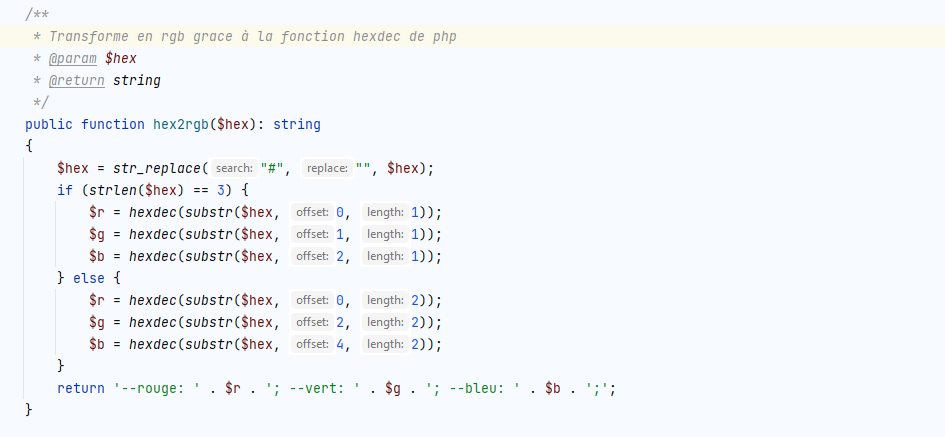 /**
* Transforme en rgb grace à la fonction hexdec de php
* @param $hex
* @return string
*/
public function hex2rgb($hex): string
{
$hex = str_replace( search: "#", replace: "", $hex);
if (strlen($hex) == 3) {
$r = hexdec(substr($hex, offset: 0, length: 1));
$g = hexdec(substr($hex, offset: 1, length: 1));
$b = hexdec(substr($hex, offset: 2, length: 1));
} else {
$r = hexdec(substr($hex, offset: 0, length: 2));
$g = hexdec(substr($hex, offset: 2, length: 2));
$b = hexdec(substr($hex, offset: 4, length: 2));
}
return '--rouge: ' . $r . '; --vert: ' . $g . '; --bleu: ' . $b . ';';
}